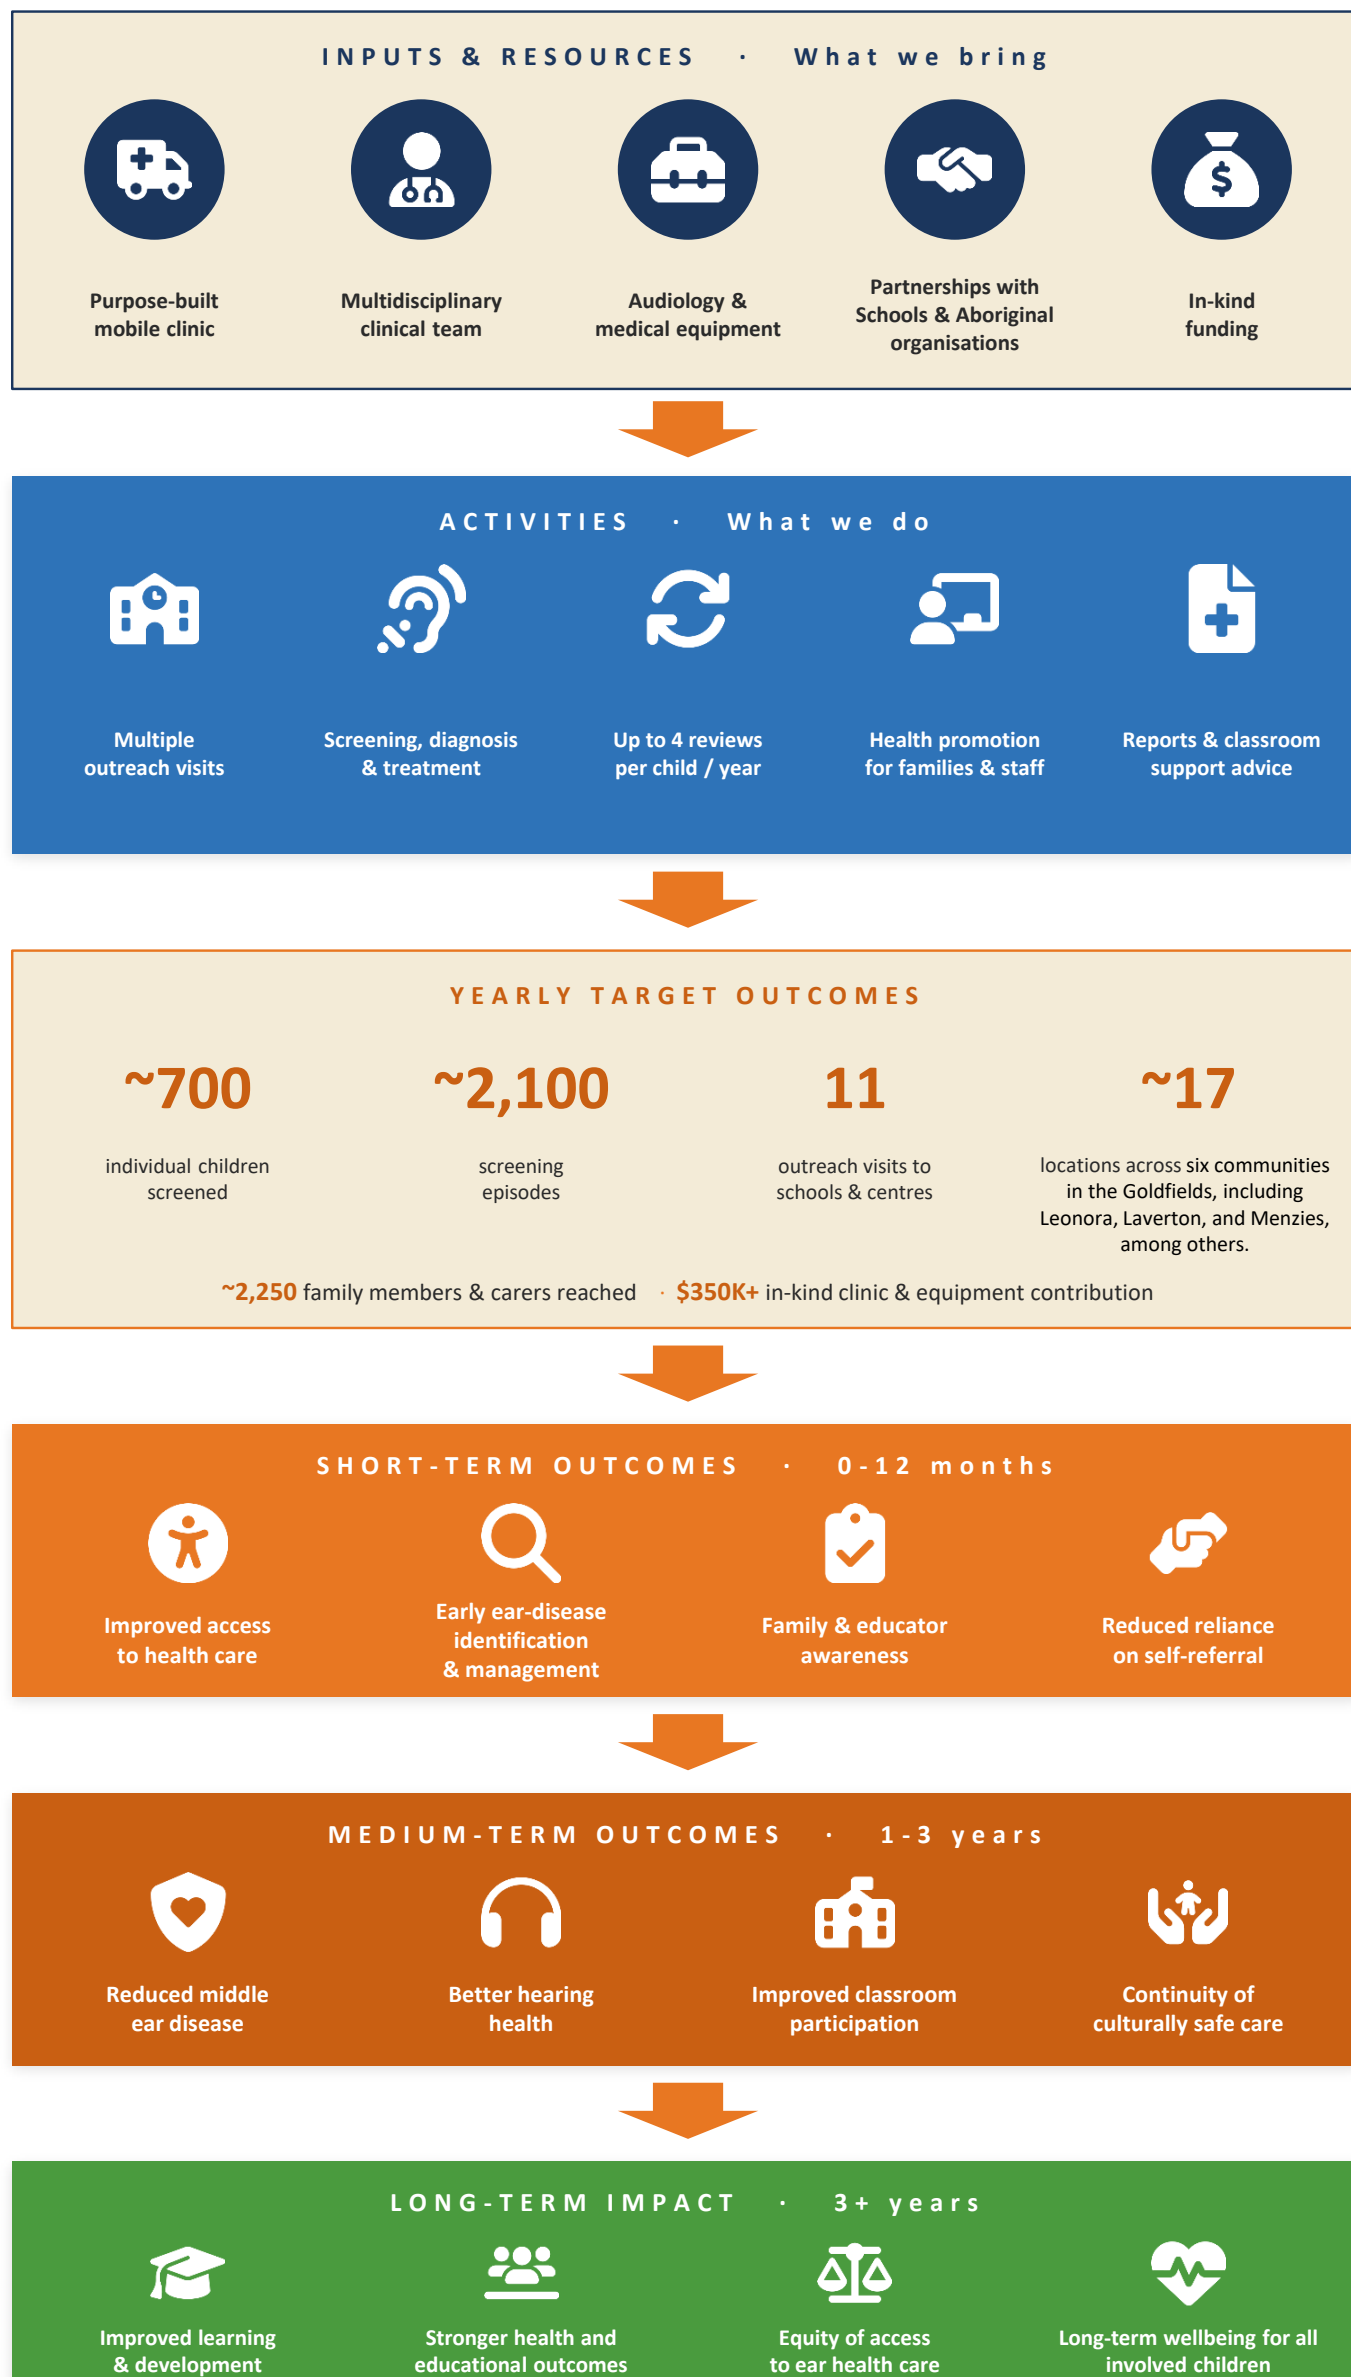 INPUTS & RESOURCES · What we bring
Purpose-built
mobile clinic
Multidisciplinary
clinical team
Audiology &
medical equipment
Partnerships with
Schools & Aboriginal
organisations
In-kind
funding
$
ACTIVITIES · What we do
Multiple
outreach visits
Screening, diagnosis
& treatment
Up to 4 reviews
per child / year
Health promotion
for families & staff
Reports & classroom
support advice
YEARLY TARGET OUTCOMES
~700
individual children
screened
~2,100
screening
episodes
11
outreach visits to
schools & centres
~17
locations across six communities
in the Goldfields, including
Leonora, Laverton, and Menzies,
among others.
~2,250 family members & carers reached · $350K+ in-kind clinic & equipment contribution
SHORT-TERM OUTCOMES · 0-12 months
Improved access
to health care
Early ear-disease
identification
& management
Family & educator
awareness
Reduced reliance
on self-referral
MEDIUM-TERM OUTCOMES · 1-3 years
Reduced middle
ear disease
Better hearing
health
Improved classroom
participation
Continuity of
culturally safe care
LONG-TERM IMPACT · 3+ years
Improved learning
& development
Stronger health and
educational outcomes
Equity of access
to ear health care
Long-term wellbeing for all
involved children